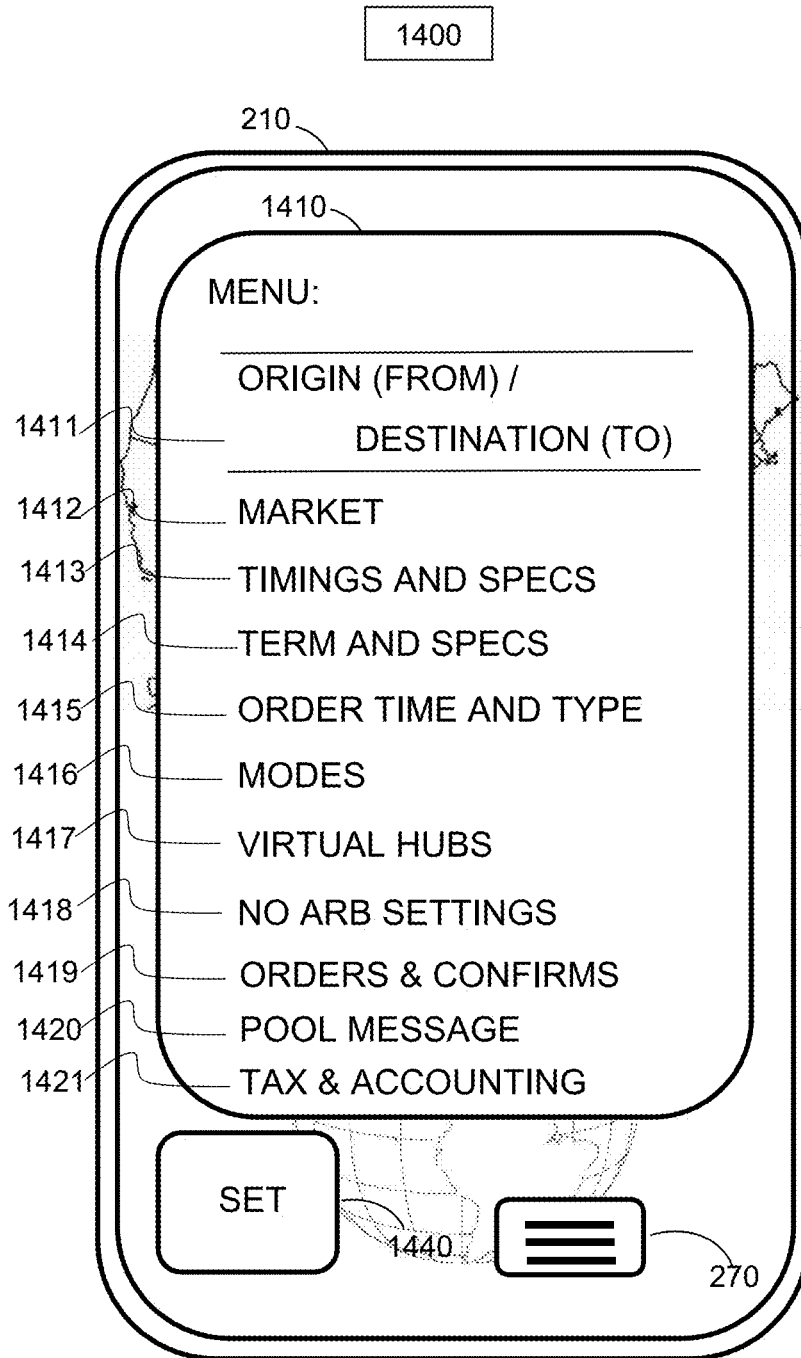 1400
210
1410
MENU:
ORIGIN (FROM) /
1411 DESTINATION (TO)
1412 MARKET
1413 TIMINGS AND SPECS
1414 TERM AND SPECS
1415 ORDER TIME AND TYPE
1416 MODES
1417 VIRTUAL HUBS
1418 NO ARB SETTINGS
1419 ORDERS & CONFIRMS
1420 POOL MESSAGE
1421 TAX & ACCOUNTING
SET
1440
270